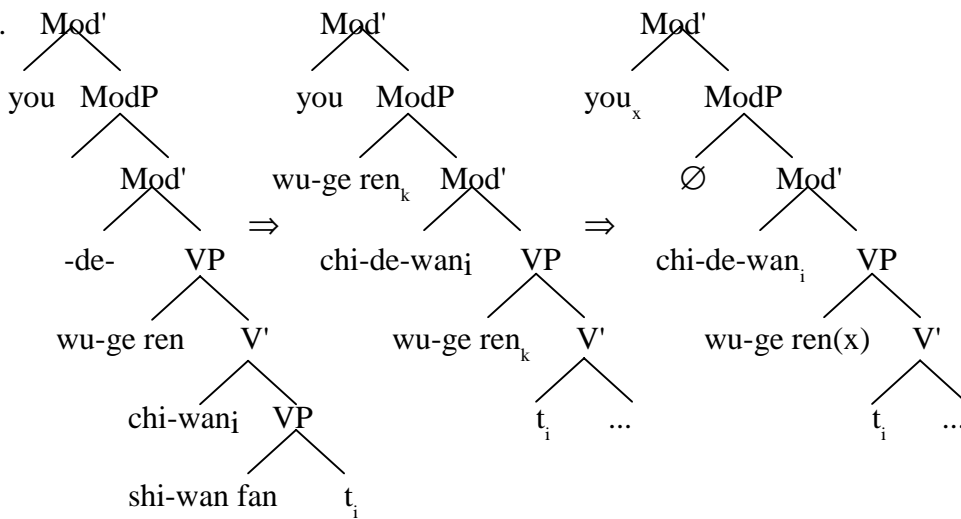 . Mod' Mod' Mod'
you ModP you ModP youₓ ModP
Mod' wu-ge renₖ Mod' ∅ Mod'
⇒ ⇒
-de- VP chi-de-wani VP chi-de-wanᵢ VP
wu-ge ren V' wu-ge renₖ V' wu-ge ren(x) V'
chi-wani VP tᵢ ... tᵢ ...
shi-wan fan tᵢ